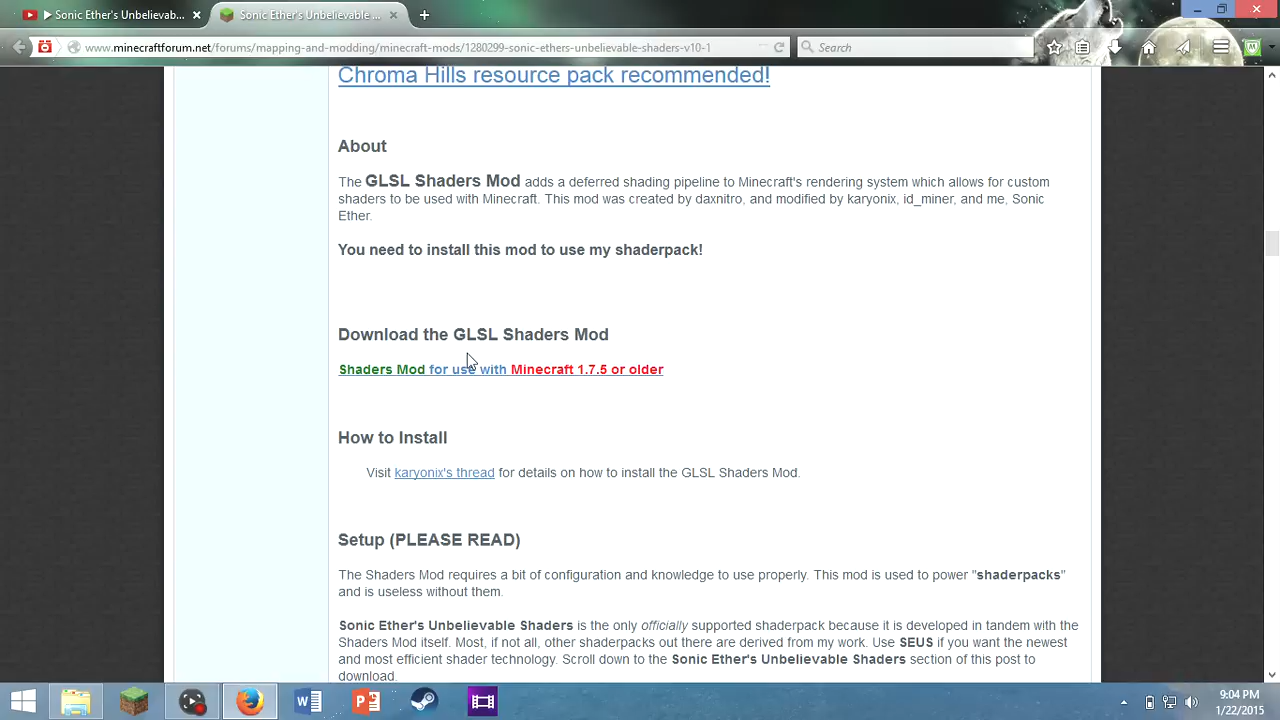 Sonic Ether's Unbelievab...
Sonic Ether's Unbelievable ...
www.minecraftforum.net/forums/mapping-and-modding/minecraft-mods/1280299-sonic-ethers-unbelievable-shaders-v10-1
Search
Chroma Hills resource pack recommended!
About
The GLSL Shaders Mod adds a deferred shading pipeline to Minecraft's rendering system which allows for custom
shaders to be used with Minecraft. This mod was created by daxnitro, and modified by karyonix, id_miner, and me, Sonic
Ether.
You need to install this mod to use my shaderpack!
Download the GLSL Shaders Mod
Shaders Mod for use with Minecraft 1.7.5 or older
How to Install
Visit karyonix's thread for details on how to install the GLSL Shaders Mod.
Setup (PLEASE READ)
The Shaders Mod requires a bit of configuration and knowledge to use properly. This mod is used to power "shaderpacks"
and is useless without them.
Sonic Ether's Unbelievable Shaders is the only officially supported shaderpack because it is developed in tandem with the
Shaders Mod itself. Most, if not all, other shaderpacks out there are derived from my work. Use SEUS if you want the newest
and most efficient shader technology. Scroll down to the Sonic Ether's Unbelievable Shaders section of this post to
download.
9:04 PM
1/22/2015